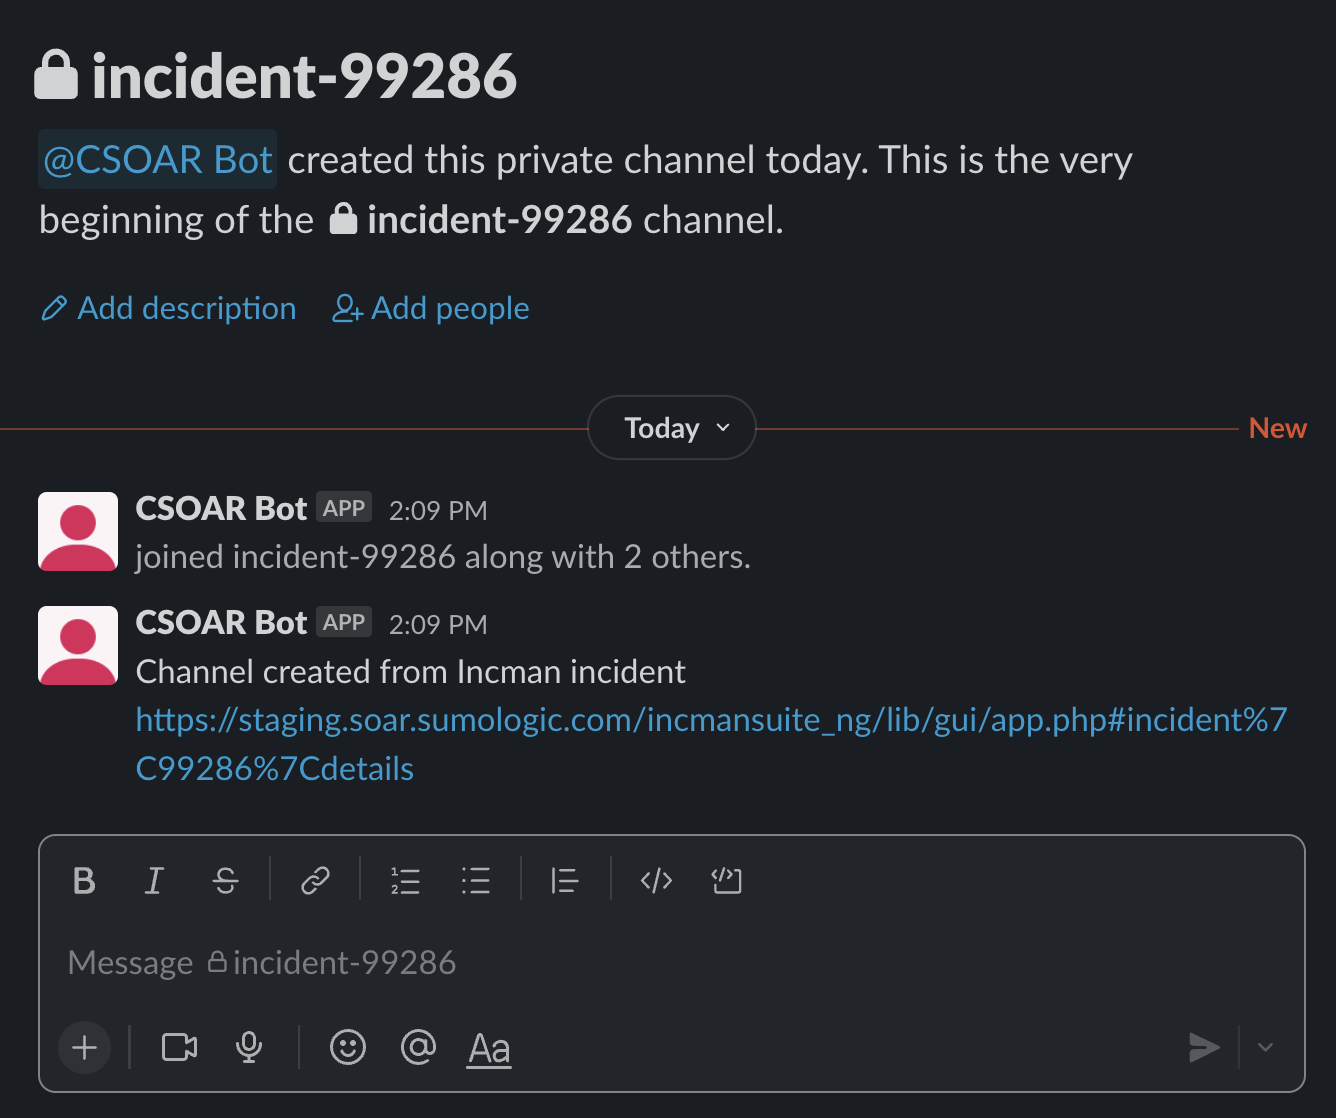 incident-99286
@CSOAR Bot created this private channel today. This is the very
beginning of the incident-99286 channel.
Add description Add people
Today New
CSOAR Bot APP 2:09 PM
joined incident-99286 along with 2 others.
CSOAR Bot APP 2:09 PM
Channel created from Incman incident
https://staging.soar.sumologic.com/incmansuite_ng/lib/gui/app.php#incident%7
C99286%7Cdetails
B I S
Message incident-99286
Aa